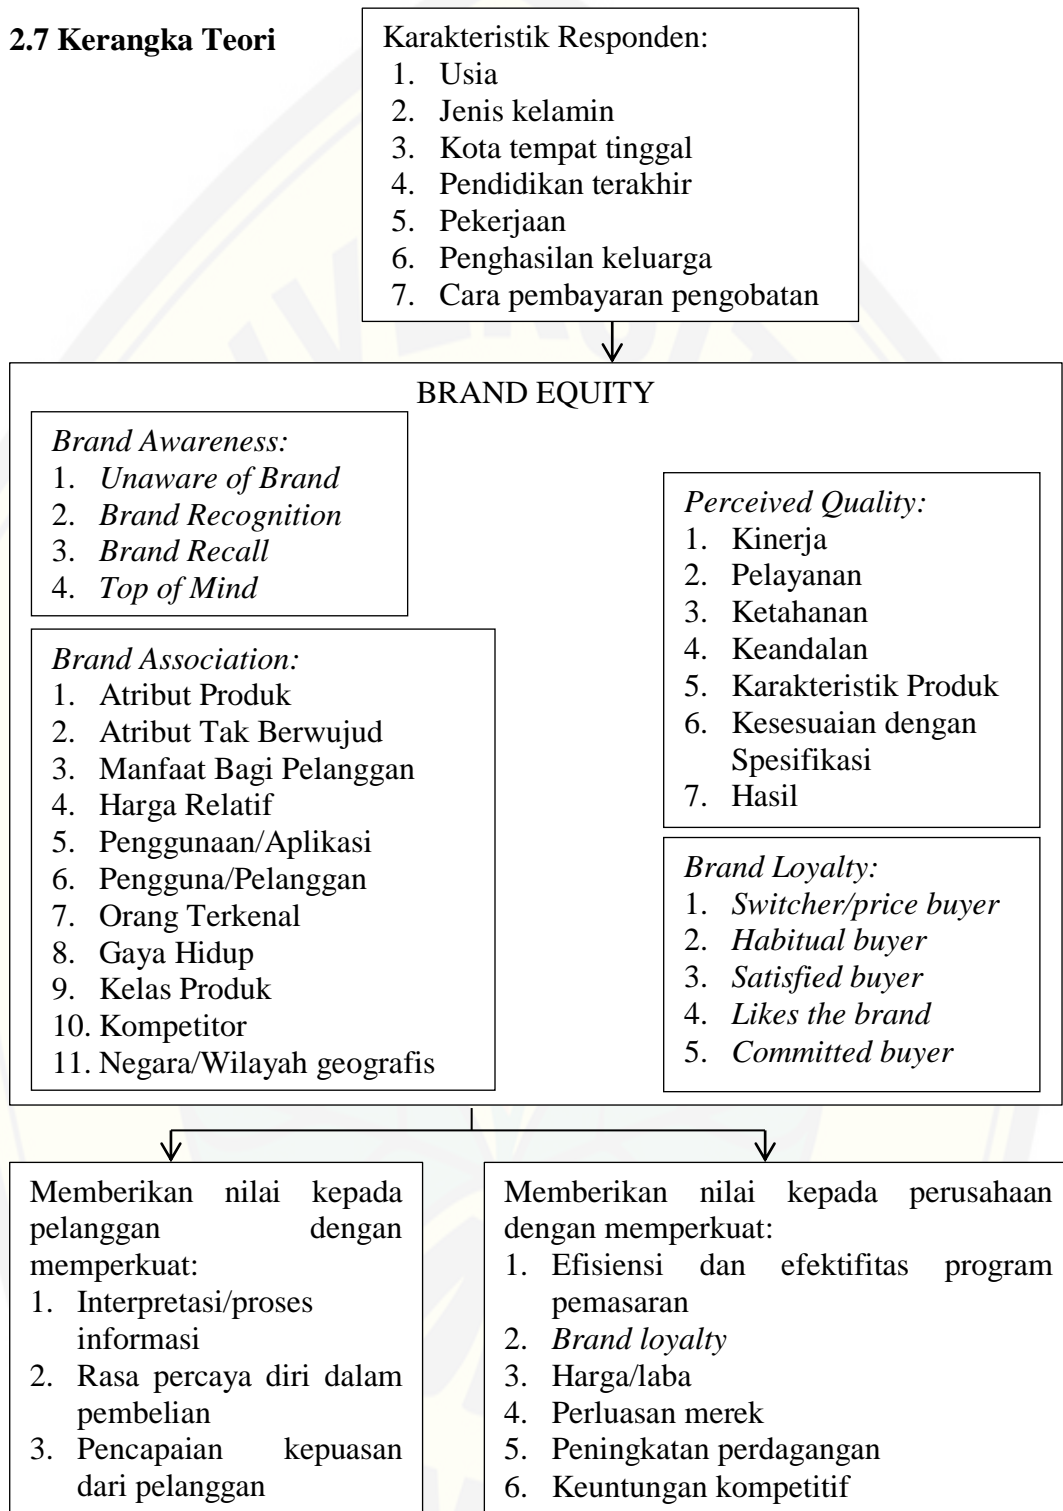 2.7 Kerangka Teori
Karakteristik Responden:
1. Usia
2. Jenis kelamin
3. Kota tempat tinggal
4. Pendidikan terakhir
5. Pekerjaan
6. Penghasilan keluarga
7. Cara pembayaran pengobatan
BRAND EQUITY
Brand Awareness:
1. Unaware of Brand
2. Brand Recognition
3. Brand Recall
4. Top of Mind
Brand Association:
1. Atribut Produk
2. Atribut Tak Berwujud
3. Manfaat Bagi Pelanggan
4. Harga Relatif
5. Penggunaan/Aplikasi
6. Pengguna/Pelanggan
7. Orang Terkenal
8. Gaya Hidup
9. Kelas Produk
10. Kompetitor
11. Negara/Wilayah geografis
Perceived Quality:
1. Kinerja
2. Pelayanan
3. Ketahanan
4. Keandalan
5. Karakteristik Produk
6. Kesesuaian dengan
Spesifikasi
7. Hasil
Brand Loyalty:
1. Switcher/price buyer
2. Habitual buyer
3. Satisfied buyer
4. Likes the brand
5. Committed buyer
Memberikan nilai kepada
pelanggan dengan
memperkuat:
1. Interpretasi/proses
informasi
2. Rasa percaya diri dalam
pembelian
3. Pencapaian kepuasan
dari pelanggan
Memberikan nilai kepada perusahaan
dengan memperkuat:
1. Efisiensi dan efektifitas program
pemasaran
2. Brand loyalty
3. Harga/laba
4. Perluasan merek
5. Peningkatan perdagangan
6. Keuntungan kompetitif